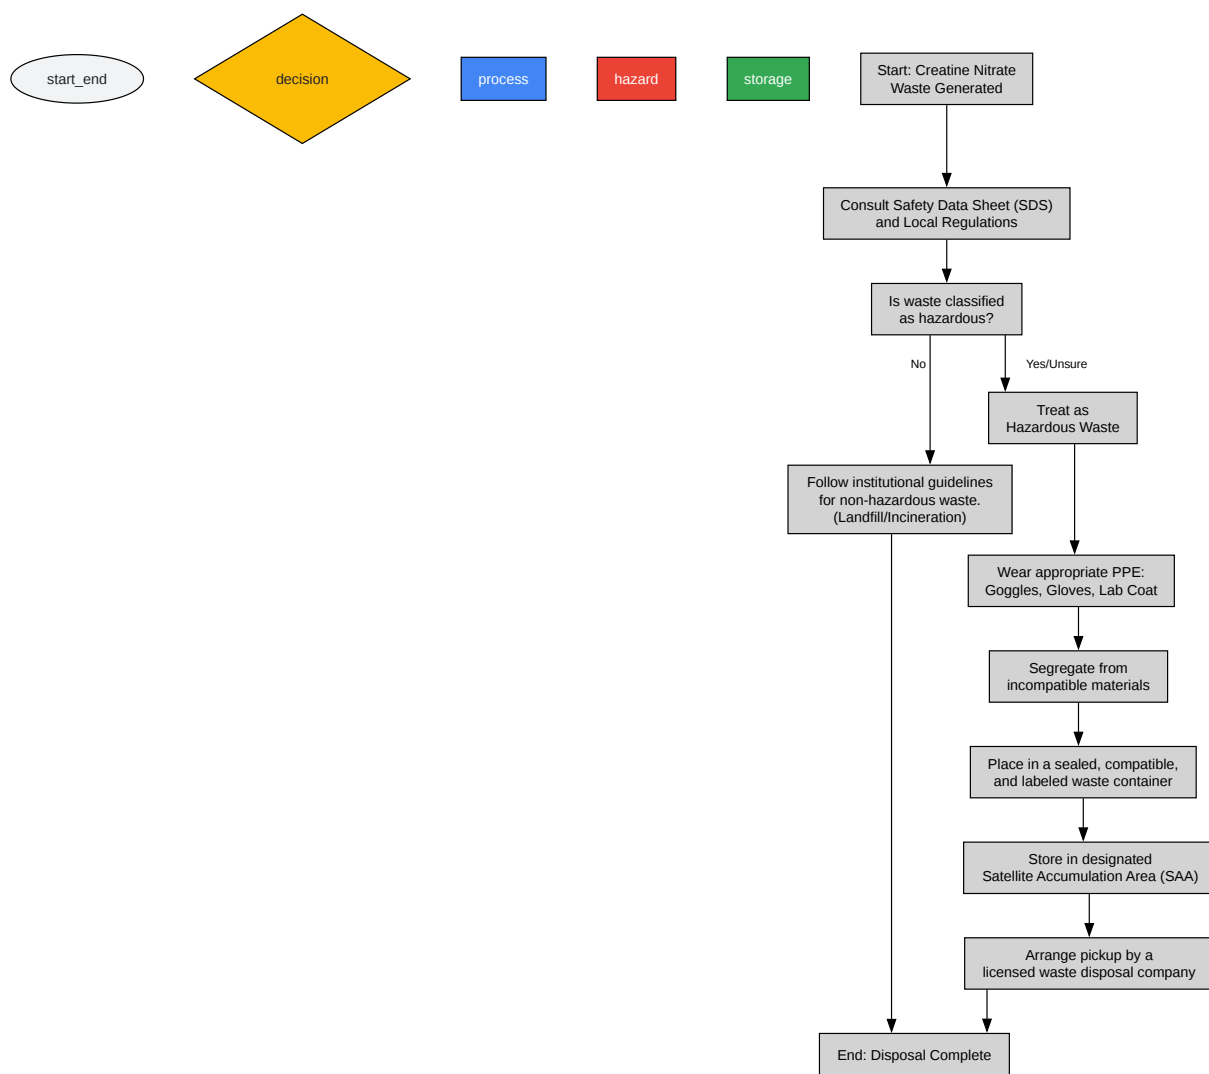 start_end
decision
process
hazard
storage
Start: Creatine Nitrate
Waste Generated
Consult Safety Data Sheet (SDS)
and Local Regulations
Is waste classified
as hazardous?
No
Yes/Unsure
Treat as
Hazardous Waste
Follow institutional guidelines
for non-hazardous waste.
(Landfill/Incineration)
Wear appropriate PPE:
Goggles, Gloves, Lab Coat
Segregate from
incompatible materials
Place in a sealed, compatible,
and labeled waste container
Store in designated
Satellite Accumulation Area (SAA)
Arrange pickup by a
licensed waste disposal company
End: Disposal Complete